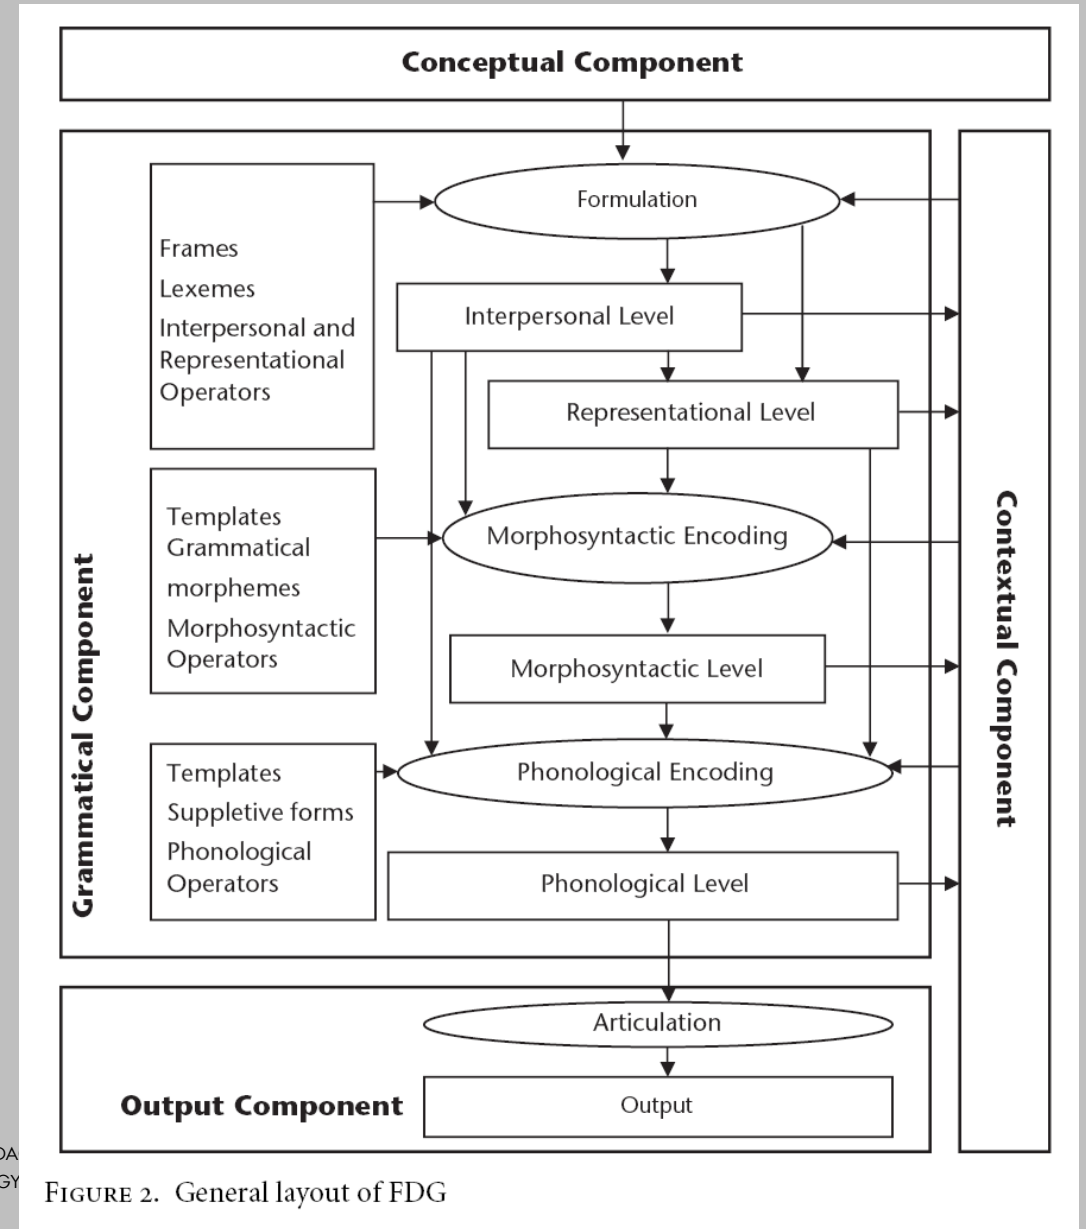 Conceptual Component
Formulation
Frames
Lexemes
Interpersonal and
Representational
Operators
Interpersonal Level
Representational Level
Templates
Grammatical
morphemes
Morphosyntactic
Operators
Morphosyntactic Encoding
Morphosyntactic Level
Templates
Suppletive forms
Phonological
Operators
Phonological Encoding
Phonological Level
Grammatical Component
Contextual Component
Articulation
Output Component
Output
DA
GY
FIGURE 2. General layout of FDG